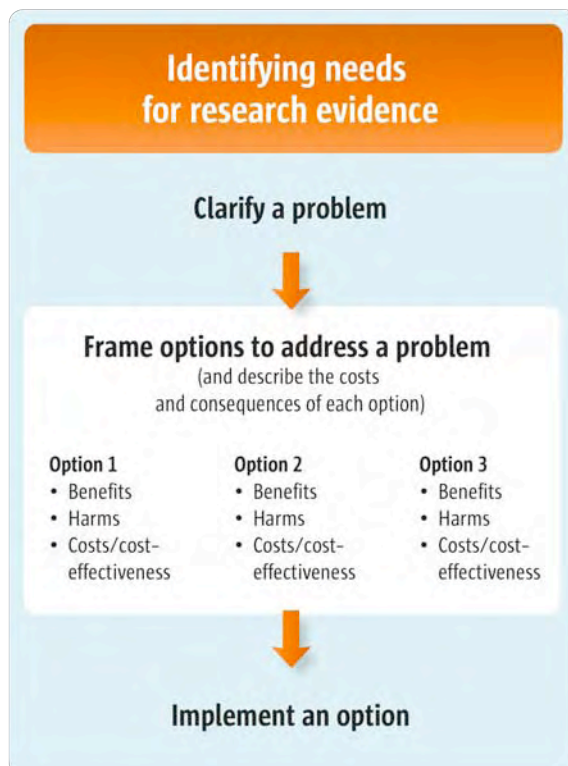 Identifying needs
for research evidence
Clarify a problem
Frame options to address a problem
(and describe the costs
and consequences of each option)
Option 1
• Benefits
• Harms
• Costs/cost-
effectiveness
Option 2
• Benefits
• Harms
• Costs/cost-
effectiveness
Option 3
• Benefits
• Harms
• Costs/cost-
effectiveness
Implement an option